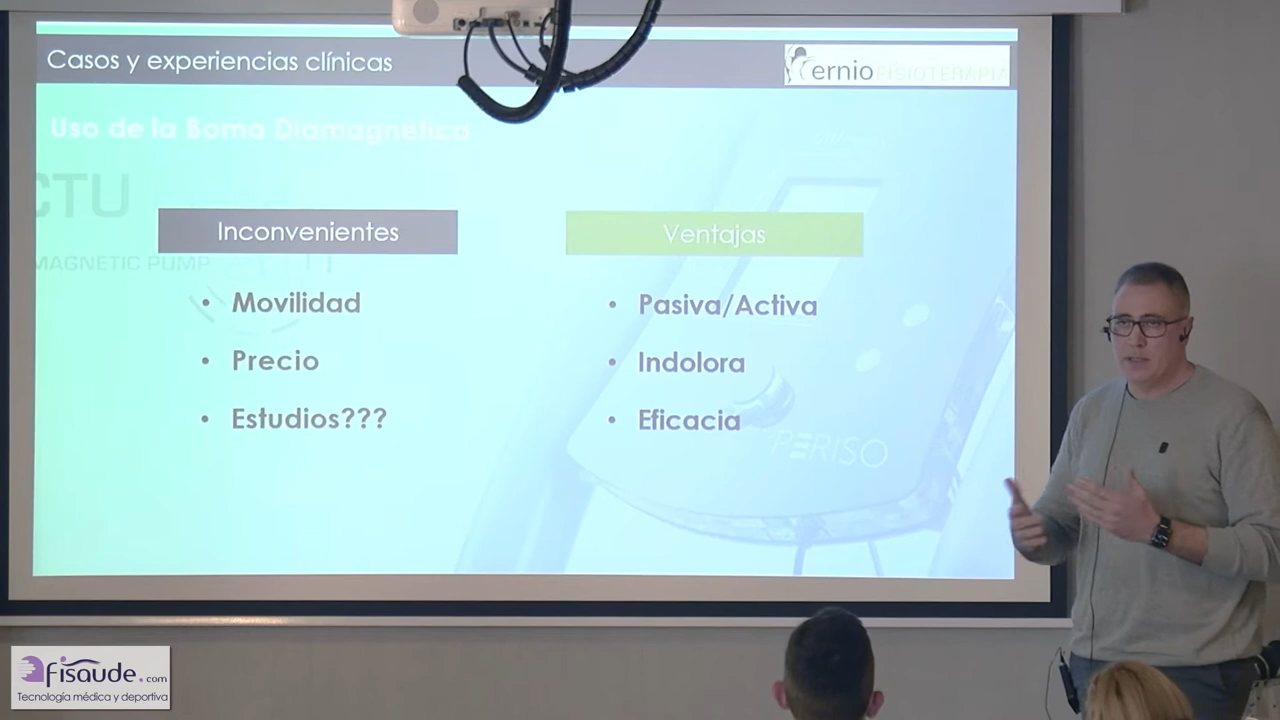 Casos y experiencias clínicas
ernio FISIOTERAPIA
Uso de la Boma Diamagnética
CTU
MAGNETIC PUMP
Inconvenientes
Ventajas
• Movilidad
• Pasiva/Activa
• Precio
• Indolora
• Estudios???
• Eficacia
PERISO
fisaude.com
Tecnología médica y deportiva